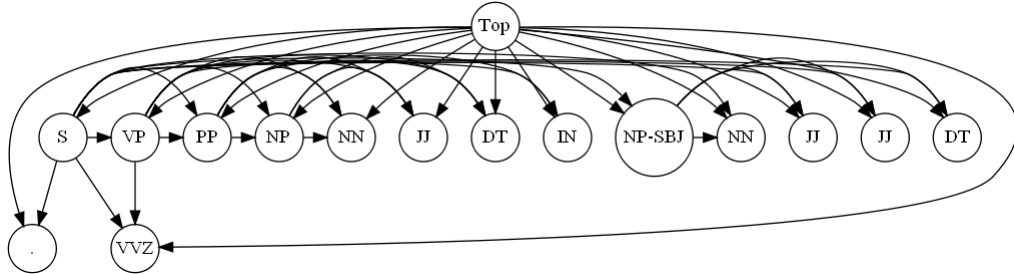 Top
S VP PP NP NN JJ DT IN NP-SBJ NN JJ JJ DT
. VVZ